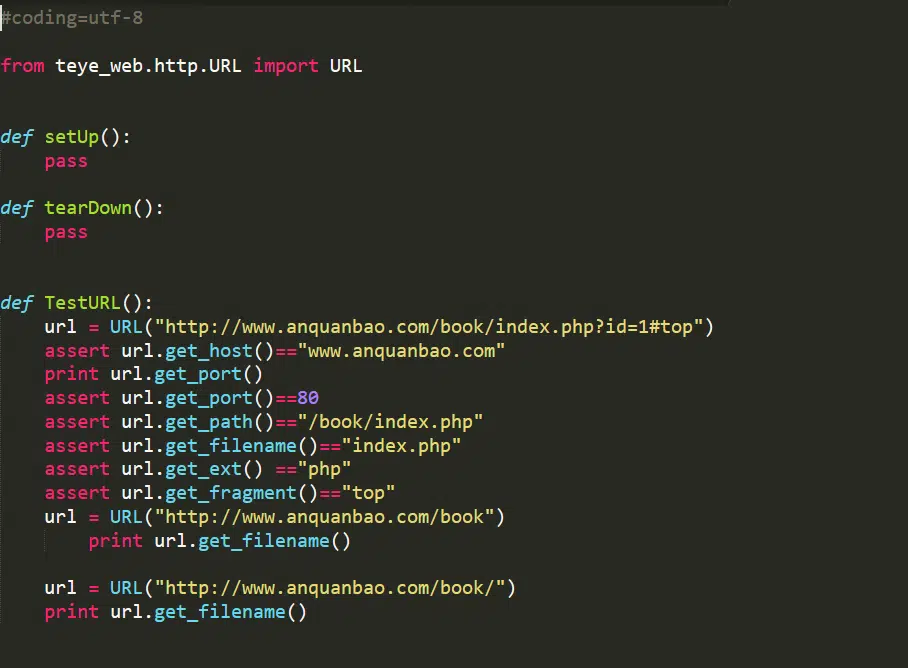 #coding=utf-8
from teye_web.http.URL import URL
def setUp():
    pass
def tearDown():
    pass
def TestURL():
    url = URL("http://www.anquanbao.com/book/index.php?id=1#top")
    assert url.get_host()=="www.anquanbao.com"
    print url.get_port()
    assert url.get_port()==80
    assert url.get_path()=="/book/index.php"
    assert url.get_filename()=="index.php"
    assert url.get_ext() =="php"
    assert url.get_fragment()=="top"
    url = URL("http://www.anquanbao.com/book")
        print url.get_filename()
    url = URL("http://www.anquanbao.com/book/")
    print url.get_filename()